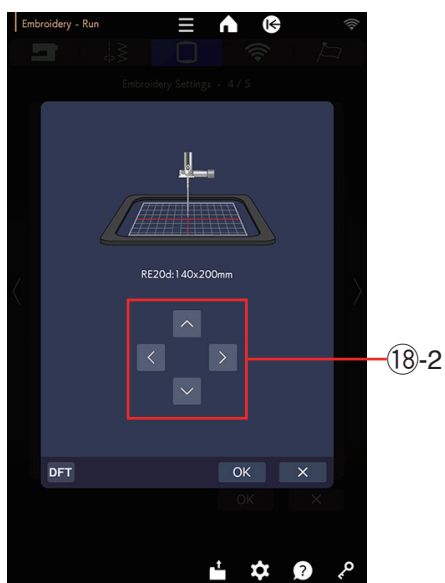 Embroidery - Run
Embroidery Settings - 4 / 5
RE20d:140x200mm
⑱-2
DFT OK ×
OK ×